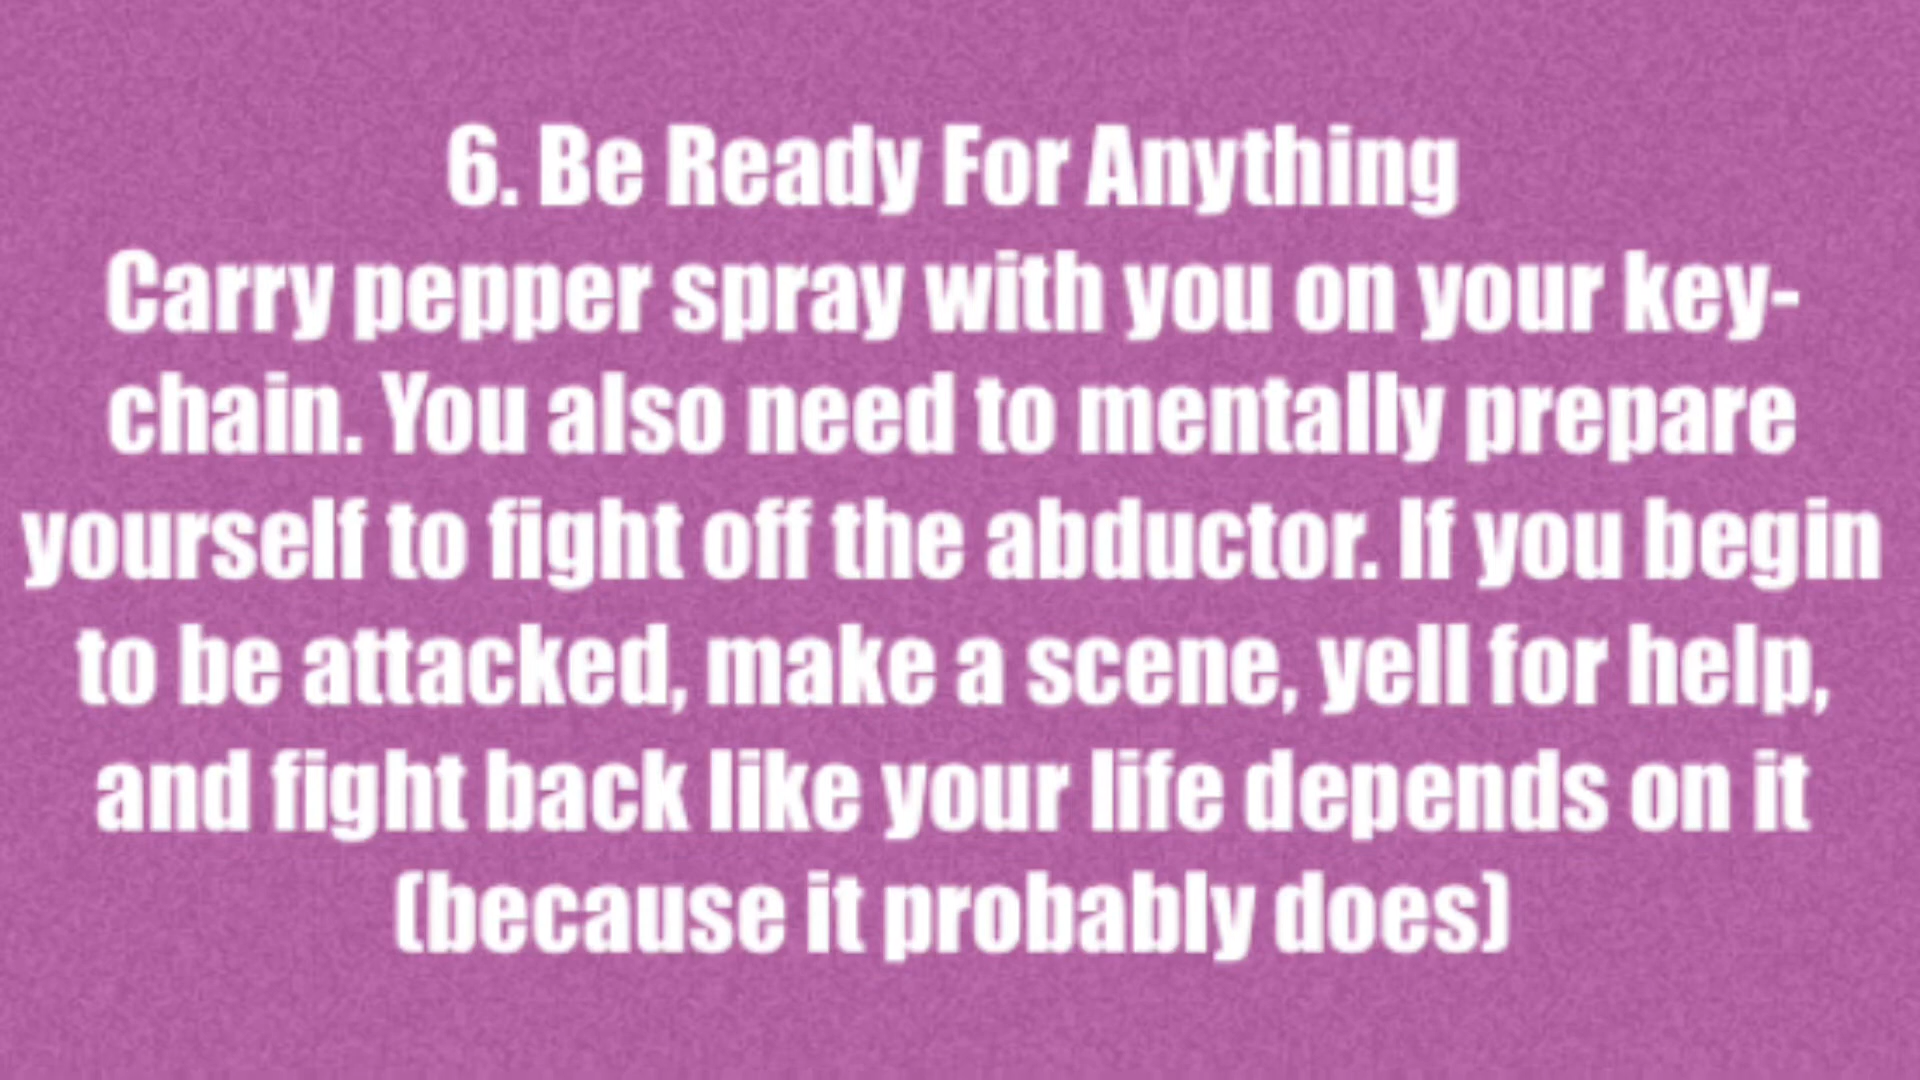 6. Be Ready For Anything
Carry pepper spray with you on your key-
chain. You also need to mentally prepare
yourself to fight off the abductor. If you begin
to be attacked, make a scene, yell for help,
and fight back like your life depends on it
(because it probably does)